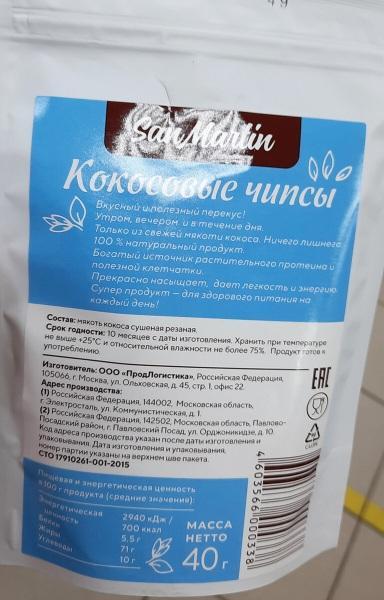 San Martin
Кокосовые чипсы
Вкусный и полезный перекус!
Утром, вечером и в течение дня.
Только из свежей мякоти кокоса. Ничего лишнего
100 % натуральный продукт.
Богатый источник растительного протеина и
полезной клетчатки.
Прекрасно насыщает, дает легкость и энергию.
Супер продукт – для здорового питания на
каждый день!
Состав: мякоть кокоса сушеная резаная.
Срок годности: 10 месяцев с даты изготовления. Хранить при температуре
не выше +25°С и относительной влажности не более 75%. Продукт готов к
употреблению.
Изготовитель: ООО «ПродЛогистика», Российская Федерация,
105066, г. Москва, ул. Ольховская, д. 45, стр. 1, офис 22.
Адрес производства:
(1) Российская Федерация, 144002, Московская область,
г. Электросталь, ул. Коммунистическая, д. 1.
(2) Российская Федерация, 142502, Московская область, Павлово-
Посадский район, г. Павловский Посад, ул. Орджоникидзе, д. 10.
Код адреса производства указан после даты изготовления и
упаковывания. Дата изготовления и упаковывания,
номер партии указаны на верхнем шве пакета.
СТО 17910261-001-2015
EAC
4603566000338
Пищевая и энергетическая ценность
в 100 г продукта (средние значения)
Энергетическая
ценность 2940 кДж /
700 ккал
Белки 5,5 г
Жиры 71 г
Углеводы 10 г
МАССА
НЕТТО
40 г